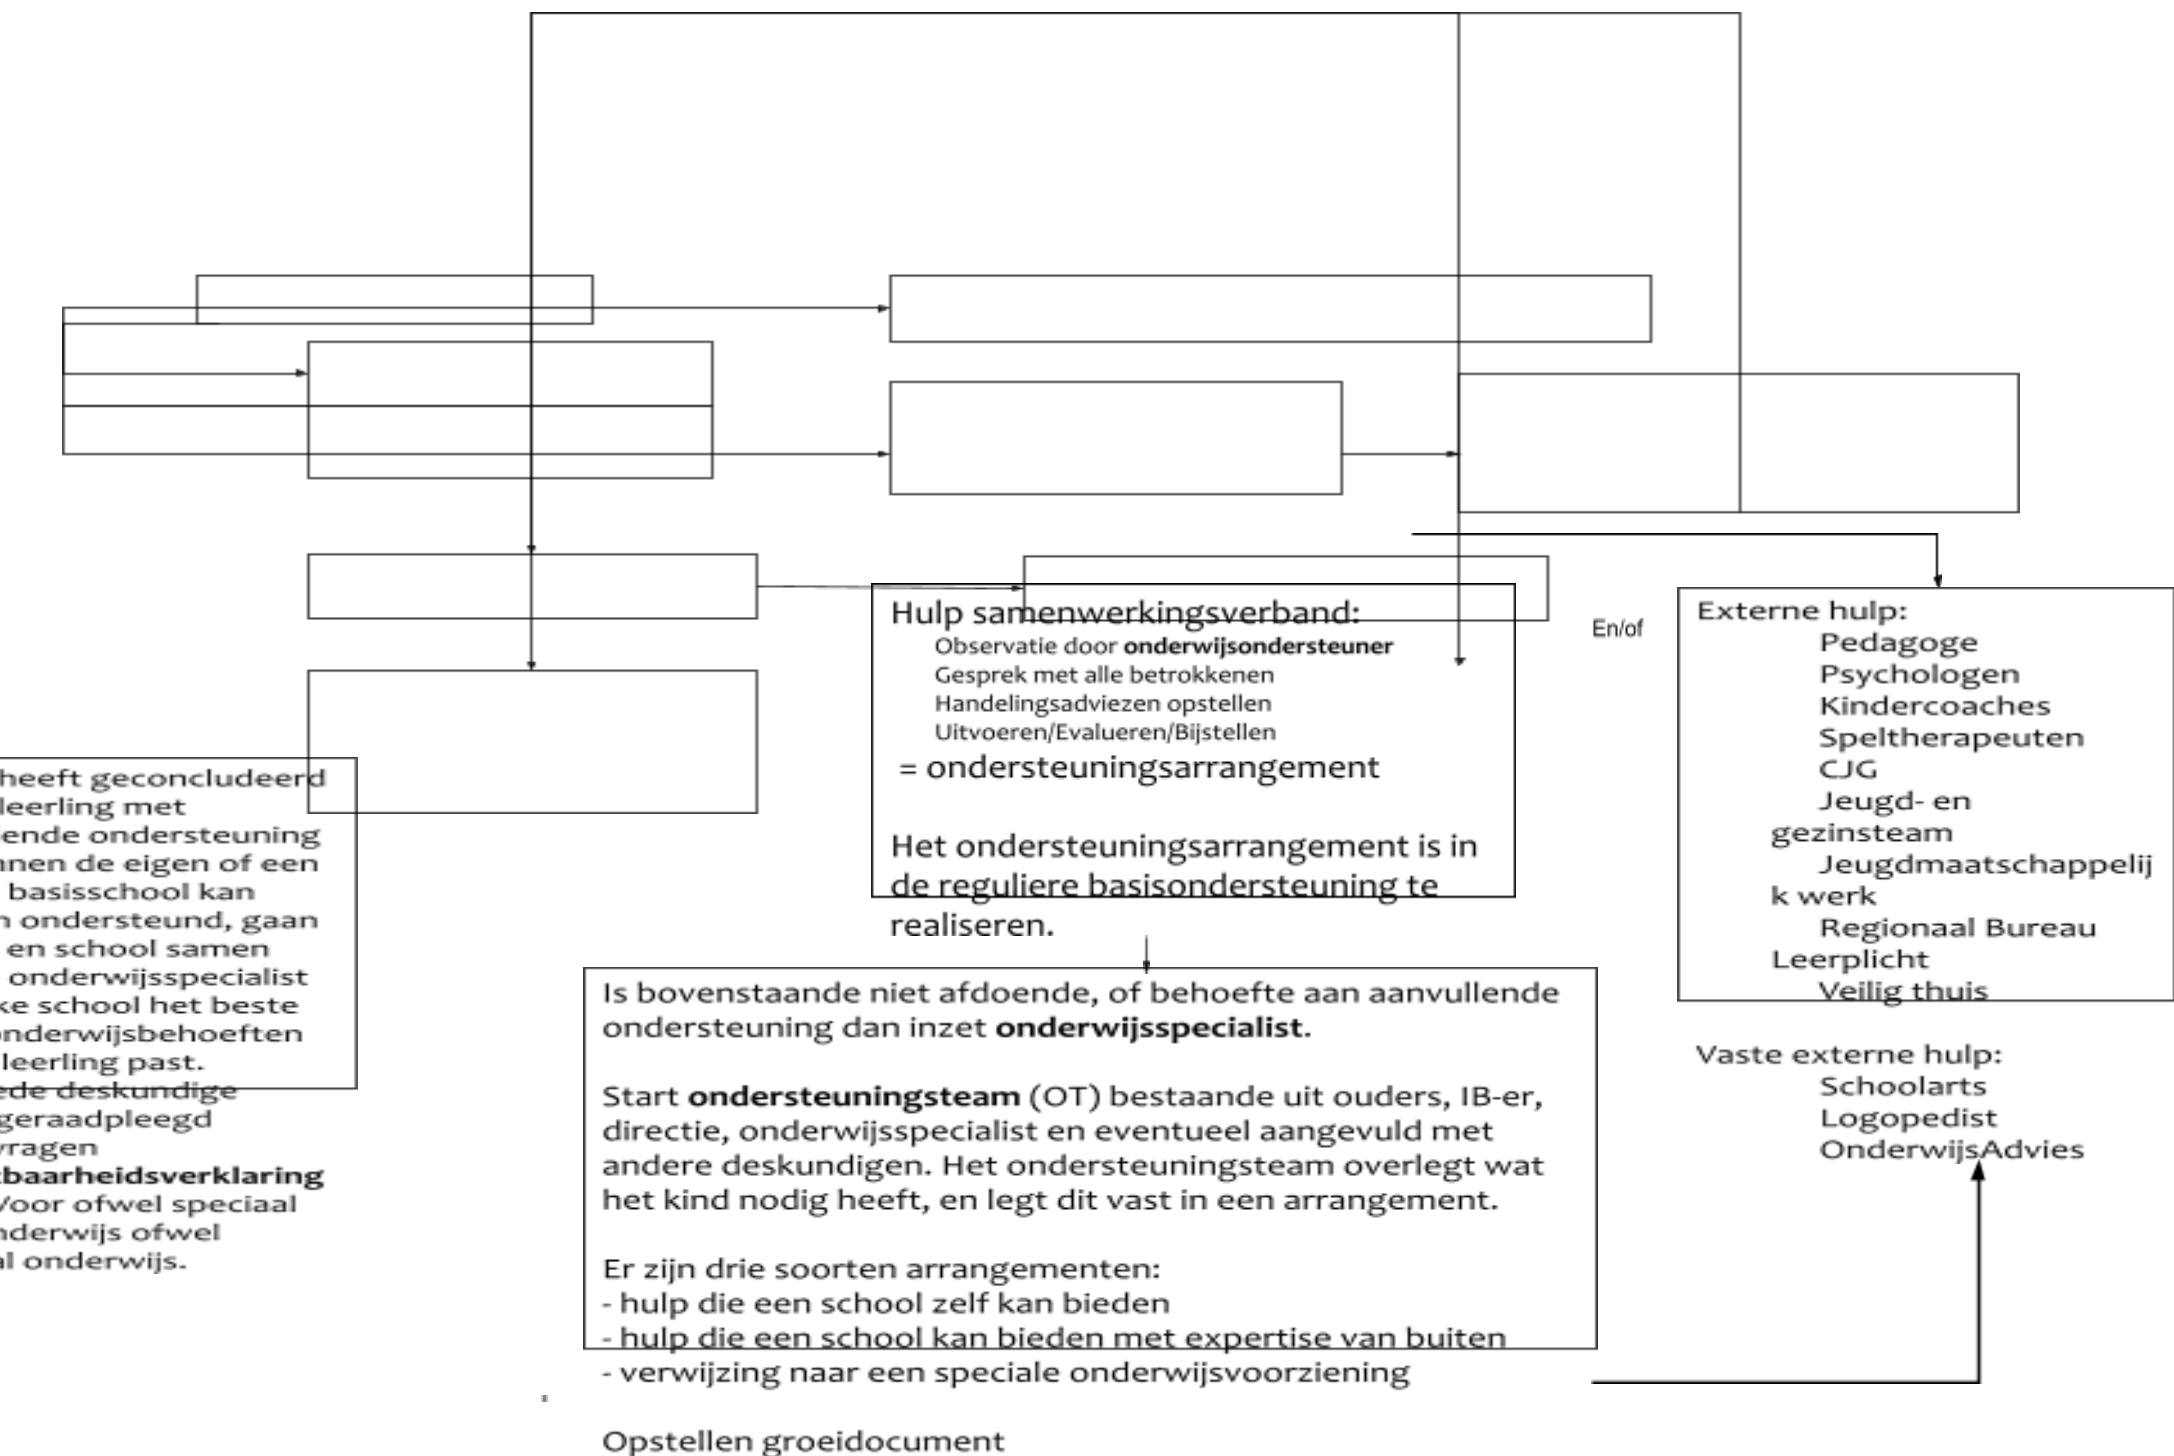 Hulp samenwerkingsverband:
Observatie door onderwijsondersteuner
Gesprek met alle betrokkenen
Handelingsadviezen opstellen
Uitvoeren/Evalueren/Bijstellen
= ondersteuningsarrangement
Het ondersteuningsarrangement is in
de reguliere basisondersteuning te
realiseren.
En/of
Externe hulp:
Pedagoge
Psychologen
Kindercoaches
Speltherapeuten
CJG
Jeugd- en
gezinsteam
Jeugdmaatschappelij
k werk
Regionaal Bureau
Leerplicht
Veilig thuis
Vaste externe hulp:
Schoolarts
Logopedist
OnderwijsAdvies
heeft geconcludeerd
leerling met
ende ondersteuning
nnen de eigen of een
basisschool kan
n ondersteund, gaan
en school samen
onderwijsspecialist
ke school het beste
nderwijsbehoeften
leerling past.
ede deskundige
geraadpleegd
vragen
baarheidsverklaring
Voor ofwel speciaal
nderwijs ofwel
al onderwijs.
Is bovenstaande niet afdoende, of behoefte aan aanvullende
ondersteuning dan inzet onderwijsspecialist.
Start ondersteuningsteam (OT) bestaande uit ouders, IB-er,
directie, onderwijsspecialist en eventueel aangevuld met
andere deskundigen. Het ondersteuningsteam overlegt wat
het kind nodig heeft, en legt dit vast in een arrangement.
Er zijn drie soorten arrangementen:
- hulp die een school zelf kan bieden
- hulp die een school kan bieden met expertise van buiten
- verwijzing naar een speciale onderwijsvoorziening
Opstellen groeidocument